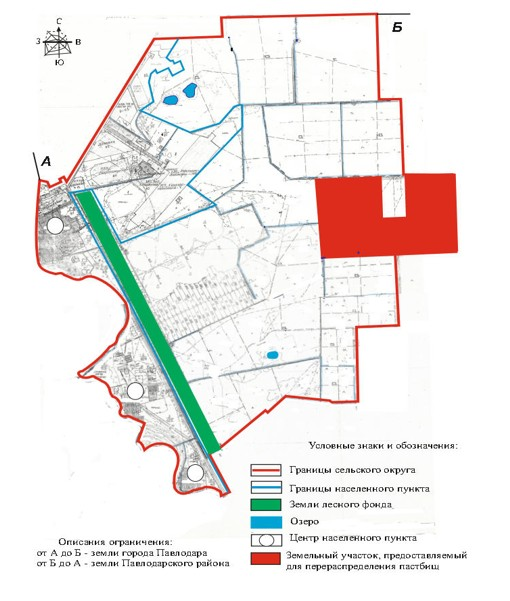 С
З В
Ю
Б
А
Условные знаки и обозначения:
Границы сельского округа
Границы населенного пункта
Земли лесного фонда
Озеро
Центр населенного пункта
Земельный участок, предоставляемый
для перераспределения пастбищ
Описания ограничения:
от А до Б - земли города Павлодара
от Б до А - земли Павлодарского района